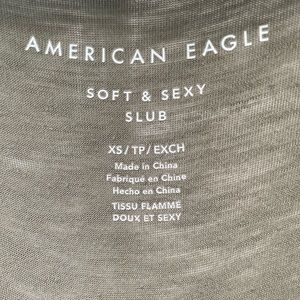 AMERICAN EAGLE
SOFT & SEXY
SLUB
XS / TP / EXCH
Made in China
Fabriqué en Chine
Hecho en China
TISSU FLAMMÉ
DOUX ET SEXY